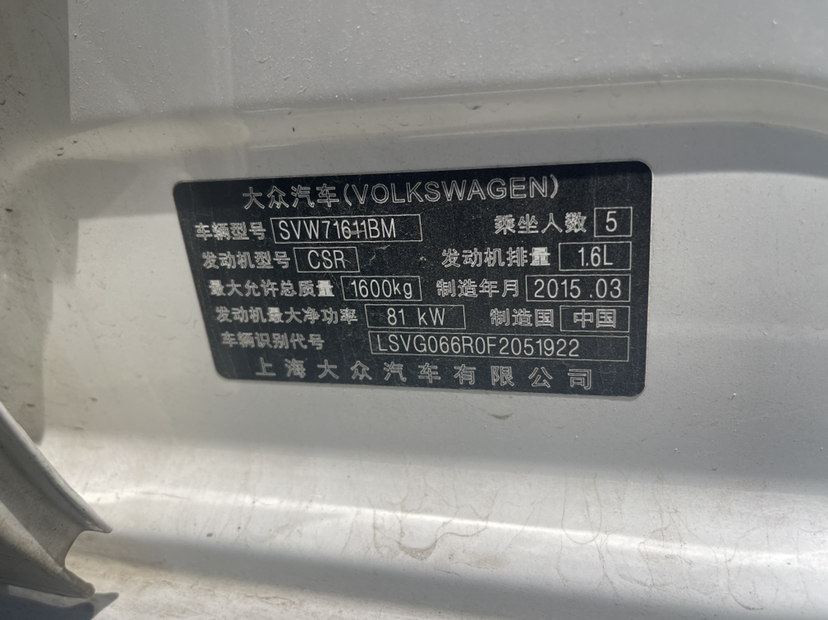 大众汽车(VOLKSWAGEN)
车辆型号 SVW71611BM 乘坐人数 5
发动机型号 CSR 发动机排量 1.6L
最大允许总质量 1600kg 制造年月 2015.03
发动机最大净功率 81 kW 制造国 中国
车辆识别代号 LSVG066R0F2051922
上海大众汽车有限公司